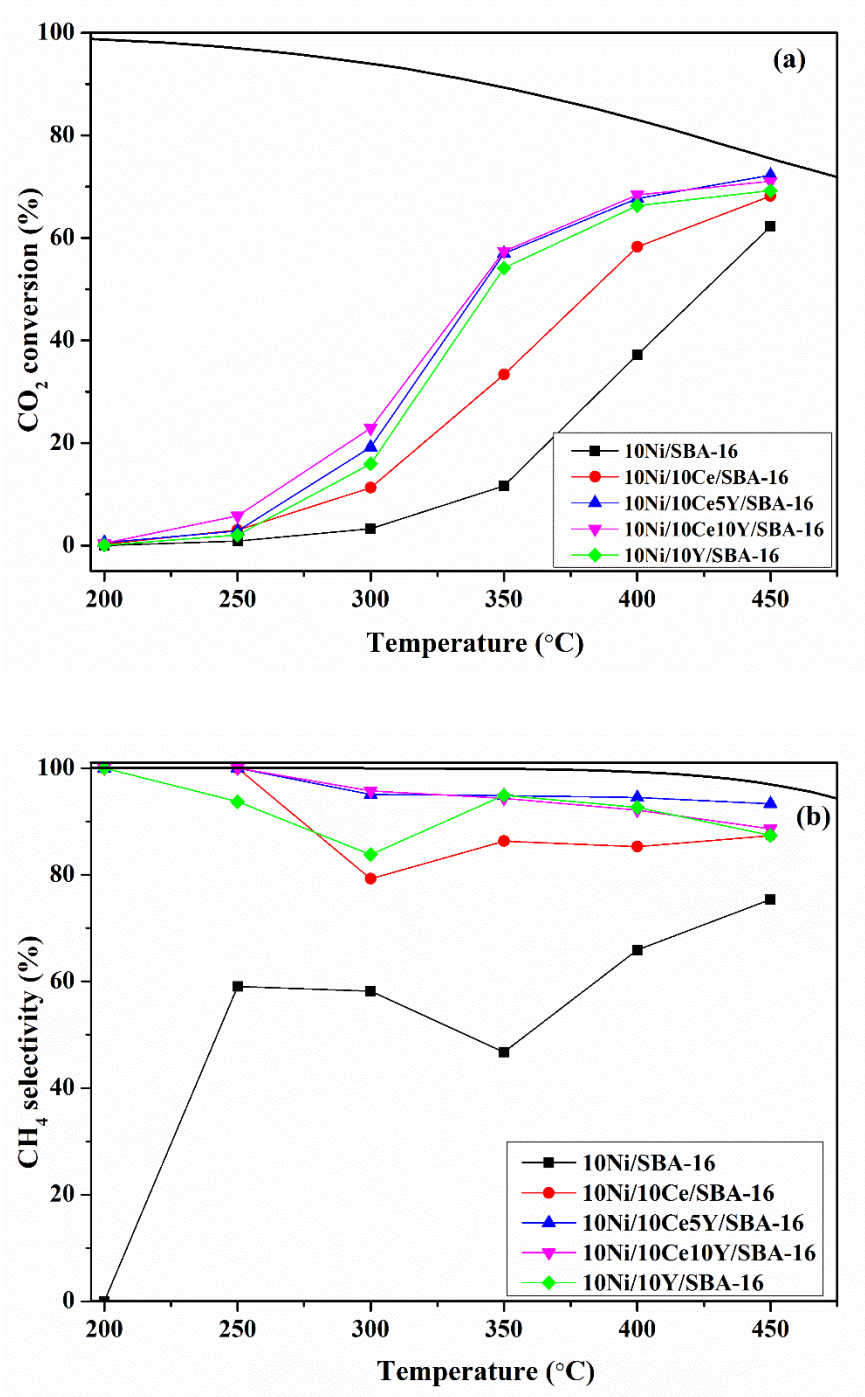 (a)
100
80
60
40
20
0
CO₂ conversion (%)
10Ni/SBA-16
10Ni/10Ce/SBA-16
10Ni/10Ce5Y/SBA-16
10Ni/10Ce10Y/SBA-16
10Ni/10Y/SBA-16
200 250 300 350 400 450
Temperature (°C)
100
80
60
40
20
0
(b)
CH₄ selectivity (%)
10Ni/SBA-16
10Ni/10Ce/SBA-16
10Ni/10Ce5Y/SBA-16
10Ni/10Ce10Y/SBA-16
10Ni/10Y/SBA-16
200 250 300 350 400 450
Temperature (°C)